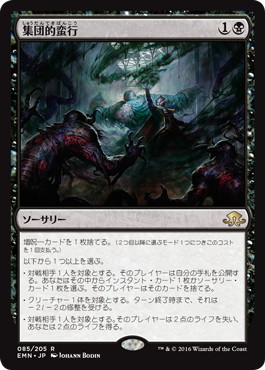 しゅうだんてきばんこう
集団的蛮行
1
ソーサリー
増呪―カードを1枚捨てる。(2つ目以降に選ぶモード1つにつきこのコスト
を1回支払う。)
以下から1つ以上を選ぶ。
・対戦相手1人を対象とする。そのプレイヤーは自分の手札を公開す
る。あなたはその中からインスタント・カード1枚かソーサリー・
カード1枚を選ぶ。そのプレイヤーはそのカードを捨てる。
・クリーチャー1体を対象とする。ターン終了時まで、それは
-2/-2の修整を受ける。
・対戦相手1人を対象とする。そのプレイヤーは2点のライフを失い、
あなたは2点のライフを得る。
085/205 R
EMN・JP JOHANN BODIN
™ & © 2016 Wizards of the Coast